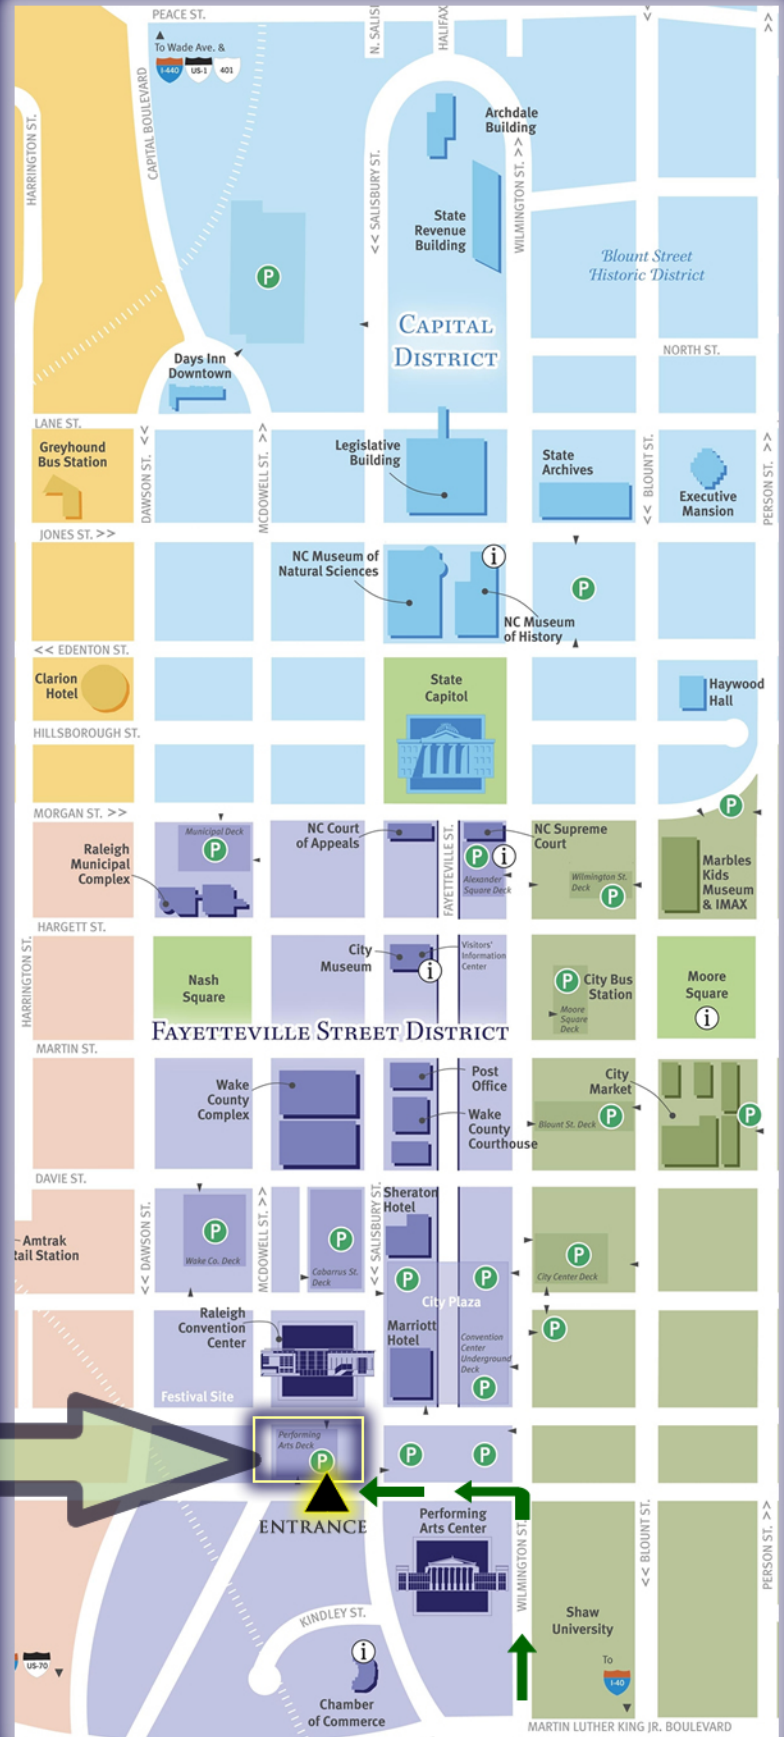 PEACE ST.
N. SALIS
HALIFAX
To Wade Ave. &
I-440
US-1
401
CAPITAL BOULEVARD
HARRINGTON ST.
Archdale
Building
<< SALISBURY ST.
WILMINGTON ST. >>
State
Revenue
Building
Blount Street
Historic District
P
CAPITAL
DISTRICT
NORTH ST.
Days Inn
Downtown
LANE ST.
Greyhound
Bus Station
<< DAWSON ST.
MCDOWELL ST. >>
Legislative
Building
State
Archives
<< BLOUNT ST.
Executive
Mansion
PERSON ST. >>
JONES ST. >>
NC Museum of
Natural Sciences
i
P
NC Museum
of History
<< EDENTON ST.
Clarion
Hotel
State
Capitol
Haywood
Hall
HILLSBOROUGH ST.
MORGAN ST. >>
P
Municipal Deck
P
Raleigh
Municipal
Complex
NC Court
of Appeals
FAYETTEVILLE ST.
NC Supreme
Court
P
i
Alexander
Square Deck
Wilmington St.
Deck
P
Marbles
Kids
Museum
& IMAX
HARGETT ST.
HARRINGTON ST.
Nash
Square
City
Museum
Visitors'
Information
Center
i
P
City Bus
Station
Moore
Square
Deck
Moore
Square
i
FAYETTEVILLE STREET DISTRICT
MARTIN ST.
Wake
County
Complex
Post
Office
Wake
County
Courthouse
City
Market
Blount St. Deck
P
P
DAVIE ST.
<< DAWSON ST.
MCDOWELL ST. >>
<< SALISBURY ST.
Sheraton
Hotel
Amtrak
ail Station
P
Wake Co. Deck
P
Cabarrus St.
Deck
P
P
City Plaza
P
City Center Deck
Raleigh
Convention
Center
Marriott
Hotel
Convention
Center
Underground
Deck
P
P
Festival Site
Performing
Arts Deck
P
P
P
ENTRANCE
Performing
Arts Center
WILMINGTON ST.
<< BLOUNT ST.
PERSON ST. >>
KINDLEY ST.
Shaw
University
i
US-70
To
I-40
Chamber
of Commerce
MARTIN LUTHER KING JR. BOULEVARD